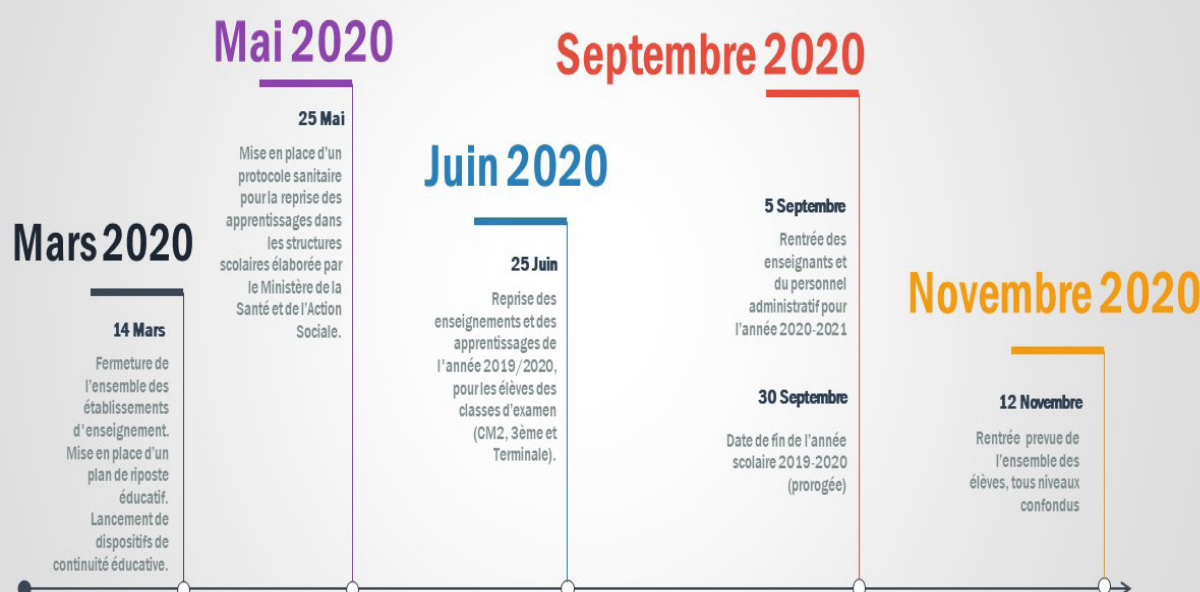 Mars 2020
14 Mars
Fermeture de
l'ensemble des
établissements
d'enseignement.
Mise en place d'un
plan de riposte
éducatif.
Lancement de
dispositifs de
continuité éducative.
Mai 2020
25 Mai
Mise en place d'un
protocole sanitaire
pour la reprise des
apprentissages dans
les structures
scolaires élaborée par
le Ministère de la
Santé et de l'Action
Sociale.
Juin 2020
25 Juin
Reprise des
enseignements et des
apprentissages de
l'année 2019/2020,
pour les élèves des
classes d'examen
(CM2, 3ème et
Terminale).
Septembre 2020
5 Septembre
Rentrée des
enseignants et
du personnel
administratif pour
l'année 2020-2021
30 Septembre
Date de fin de l'année
scolaire 2019-2020
(prorogée)
Novembre 2020
12 Novembre
Rentrée prevue de
l'ensemble des
élèves, tous niveaux
confondus